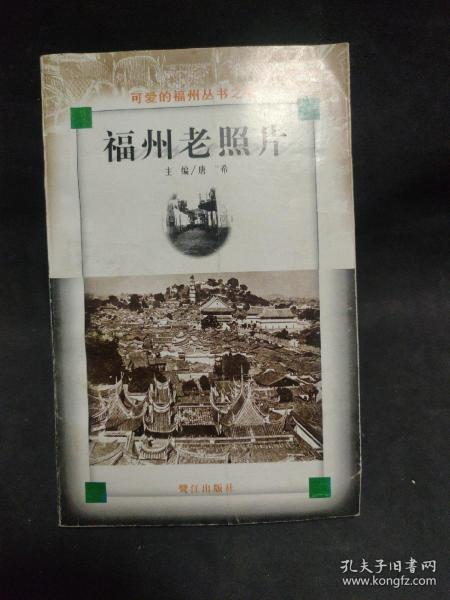 可爱的福州丛书之
福州老照片
主编/唐希
鹭江出版社
孔夫子旧书网
www.kongfz.com